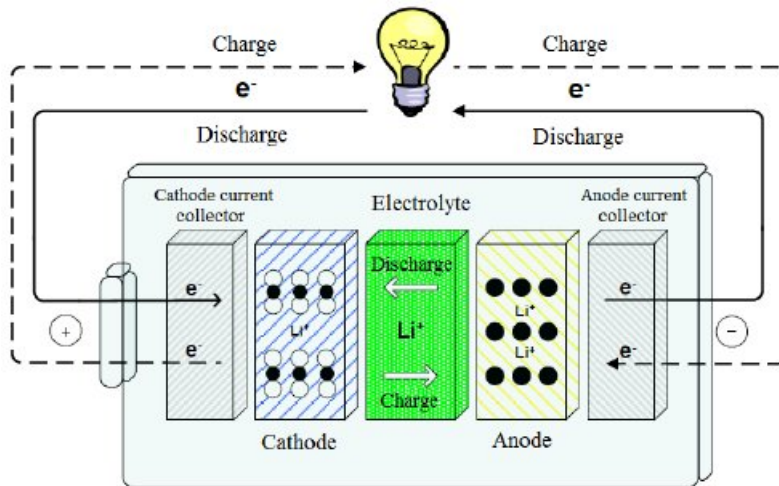 Charge
Charge
e-
e-
Discharge
Discharge
Cathode current
collector
Electrolyte
Anode current
collector
Discharge
e-
e-
Li+
Li+
+
Li+
Li+
−
e-
e-
Charge
Cathode
Anode